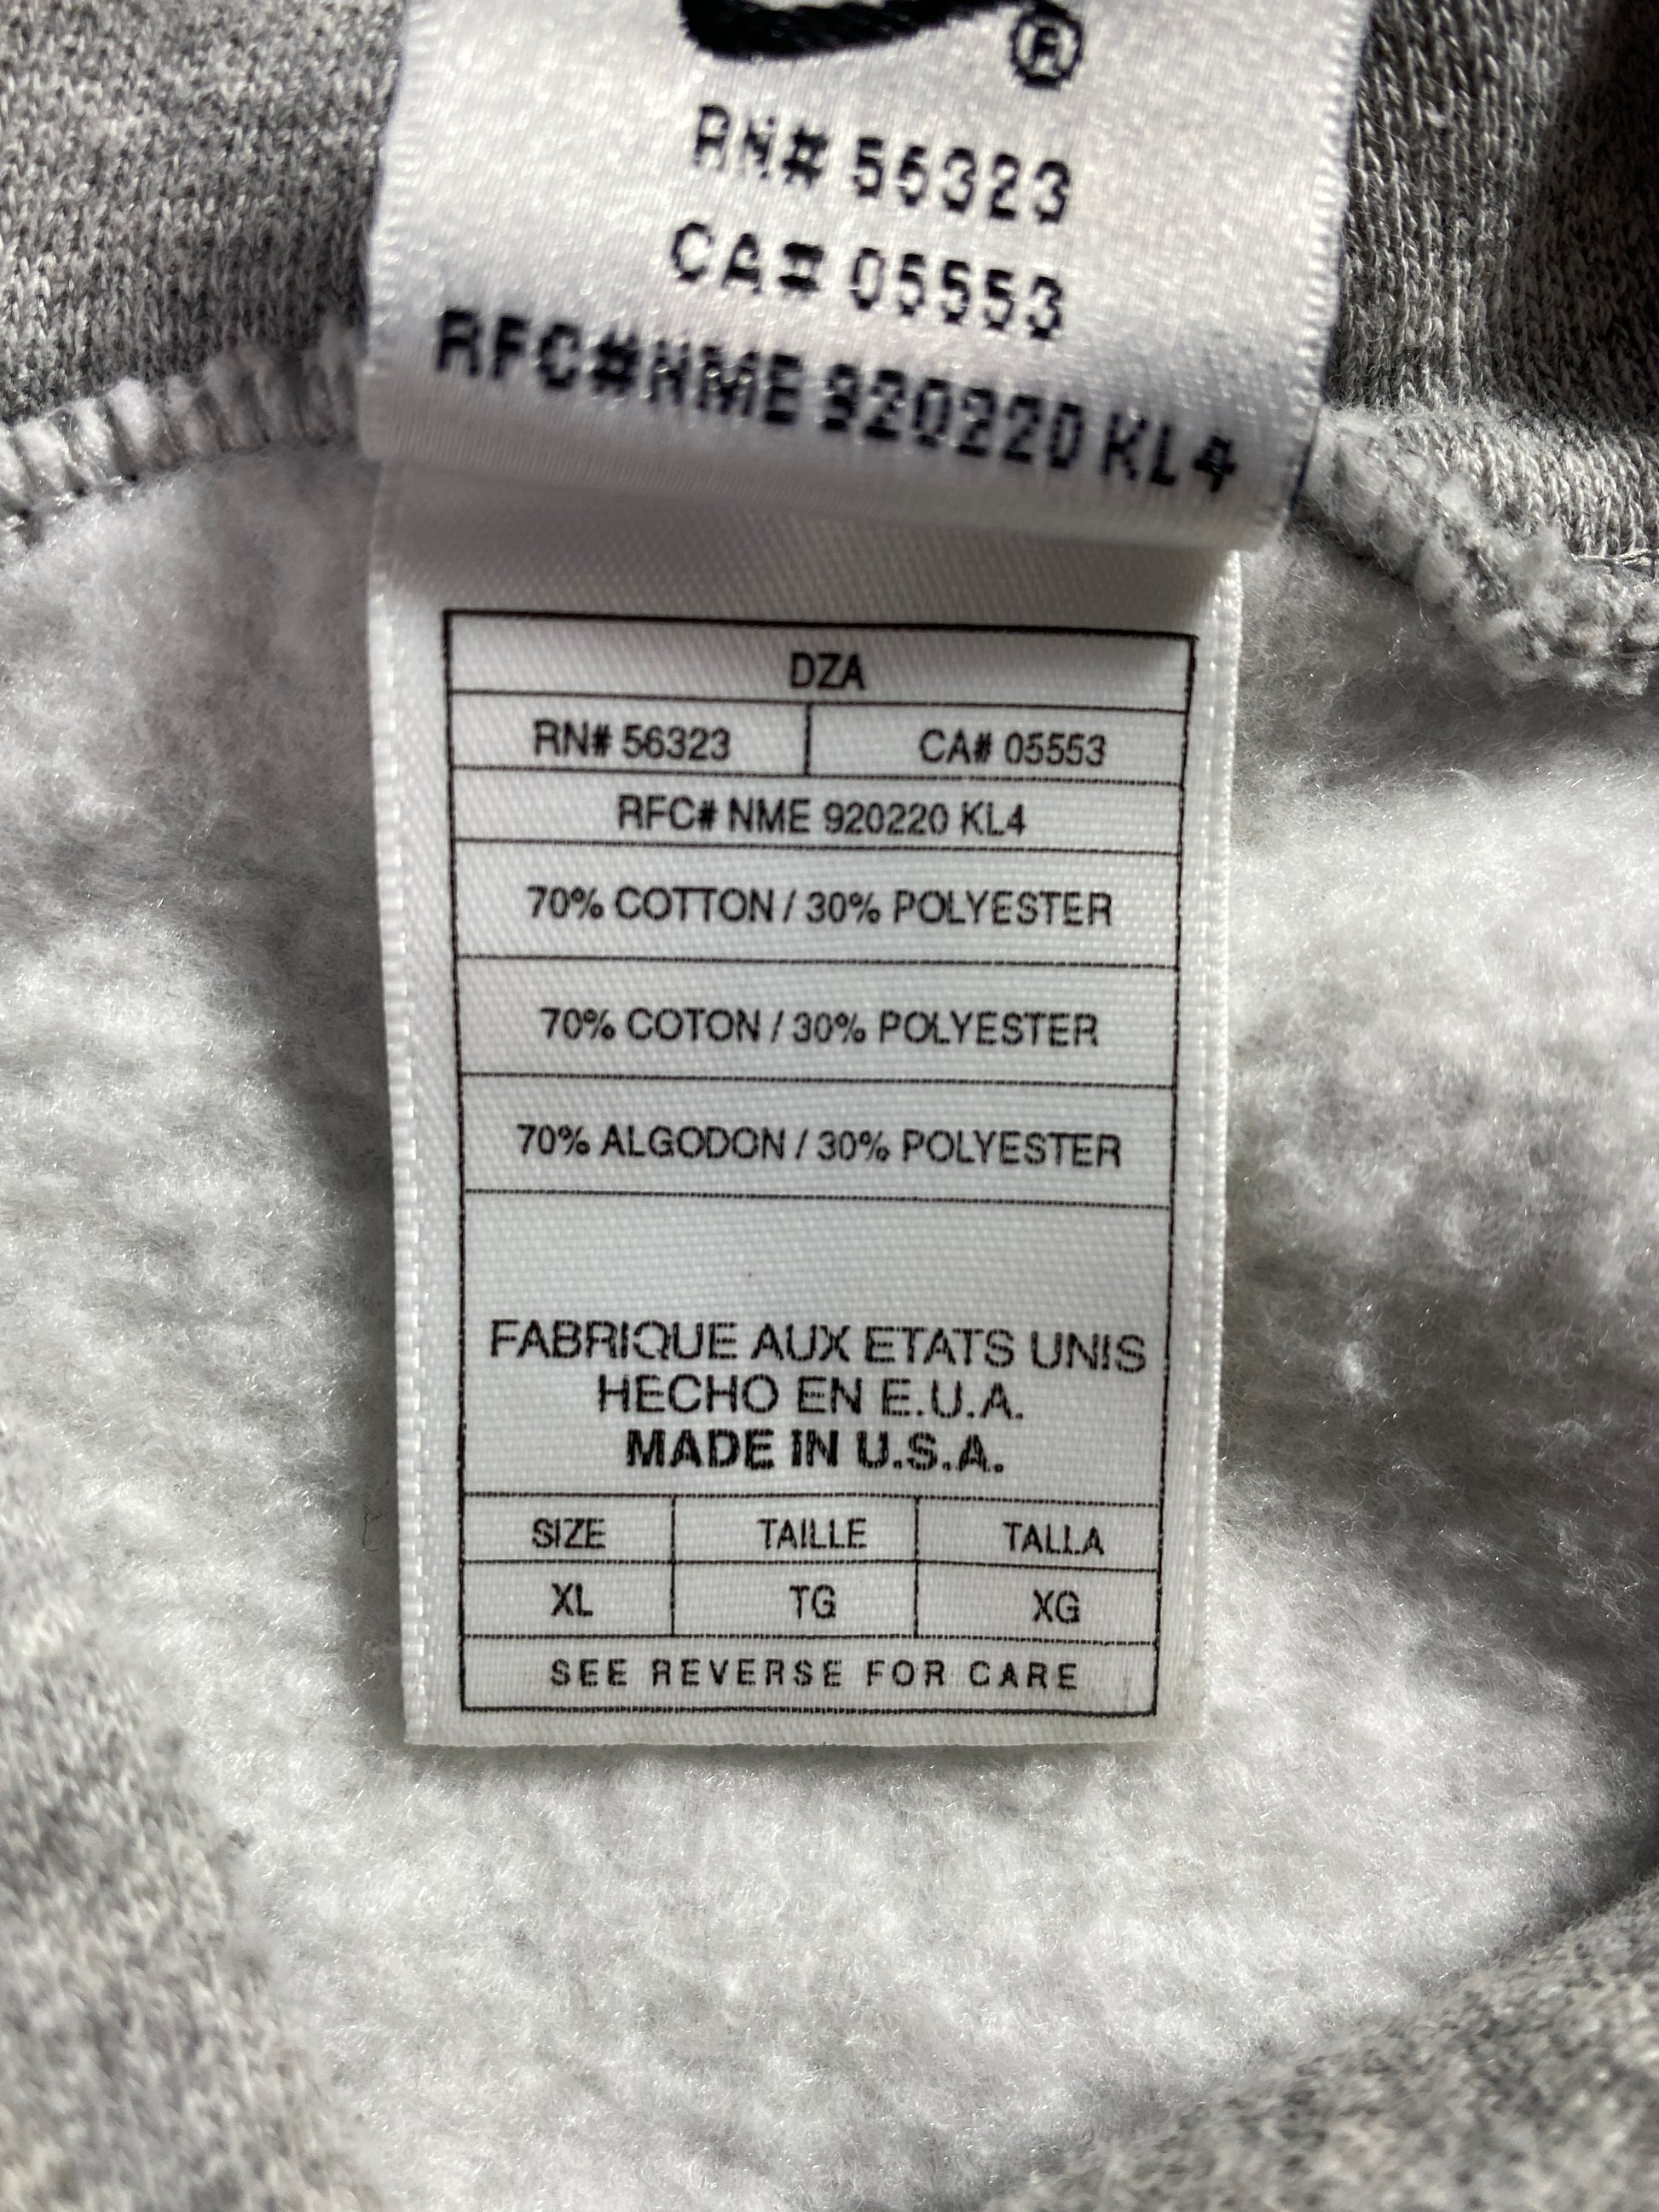 ®
RN# 56323
CA# 05553
RFC#NME 920220 KL4
DZA
RN# 56323 CA# 05553
RFC# NME 920220 KL4
70% COTTON / 30% POLYESTER
70% COTON / 30% POLYESTER
70% ALGODON / 30% POLYESTER
FABRIQUE AUX ETATS UNIS
HECHO EN E.U.A.
MADE IN U.S.A.
SIZE TAILLE TALLA
XL TG XG
SEE REVERSE FOR CARE